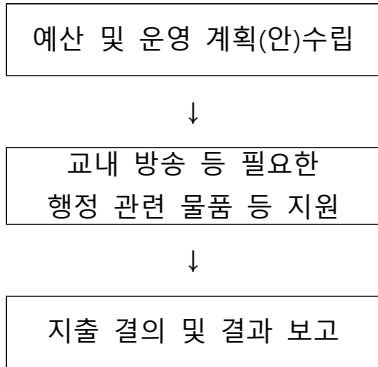 예산 및 운영 계획(안)수립
↓
교내 방송 등 필요한
행정 관련 물품 등 지원
↓
지출 결의 및 결과 보고